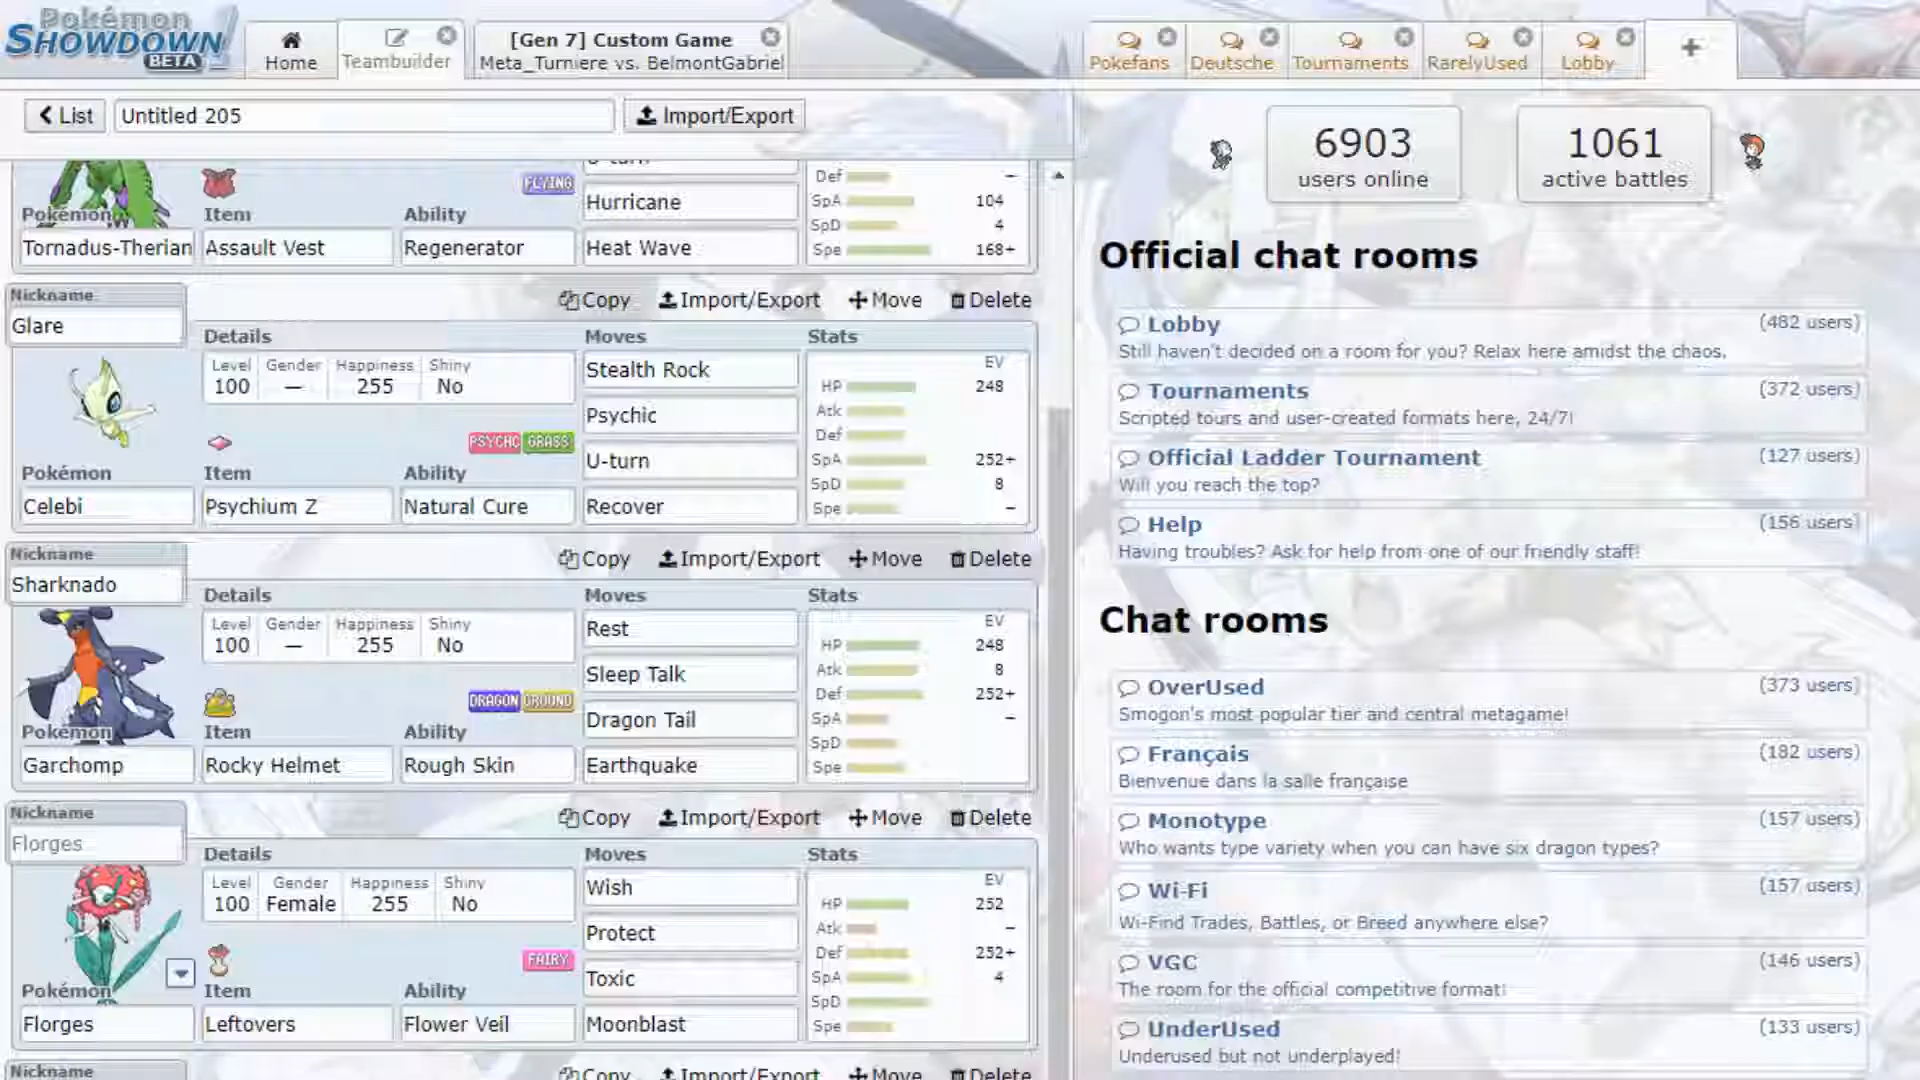 Pokémon
SHOWDOWN
BETA
Home
Teambuilder
[Gen 7] Custom Game
Meta_Turniere vs. BelmontGabriel
Pokefans
Deutsche
Tournaments
RarelyUsed
Lobby
+
List
Untitled 205
Import/Export
FLYING
Pokémon
Item
Ability
Tornadus-Therian
Assault Vest
Regenerator
U-turn
Hurricane
Heat Wave
Def –
SpA 104
SpD 4
Spe 168+
Nickname
Glare
Copy
Import/Export
Move
Delete
Details
Moves
Stats
Level
Gender
Happiness
Shiny
100
—
255
No
PSYCHC
GRASS
Pokémon
Item
Ability
Celebi
Psychium Z
Natural Cure
Stealth Rock
Psychic
U-turn
Recover
EV
HP 248
Atk
Def
SpA 252+
SpD 8
Spe –
Nickname
Sharknado
Copy
Import/Export
Move
Delete
Details
Moves
Stats
Level
Gender
Happiness
Shiny
100
—
255
No
DRAGON
GROUND
Pokémon
Item
Ability
Garchomp
Rocky Helmet
Rough Skin
Rest
Sleep Talk
Dragon Tail
Earthquake
EV
HP 248
Atk 8
Def 252+
SpA –
SpD
Spe
Nickname
Florges
Copy
Import/Export
Move
Delete
Details
Moves
Stats
Level
Gender
Happiness
Shiny
100
Female
255
No
FAIRY
Pokémon
Item
Ability
Florges
Leftovers
Flower Veil
Wish
Protect
Toxic
Moonblast
EV
HP 252
Atk –
Def 252+
SpA 4
SpD
Spe
Nickname
Copy
Import/Export
Move
Delete
6903
users online
1061
active battles
Official chat rooms
Lobby (482 users)
Still haven't decided on a room for you? Relax here amidst the chaos.
Tournaments (372 users)
Scripted tours and user-created formats here, 24/7!
Official Ladder Tournament (127 users)
Will you reach the top?
Help (156 users)
Having troubles? Ask for help from one of our friendly staff!
Chat rooms
OverUsed (373 users)
Smogon's most popular tier and central metagame!
Français (182 users)
Bienvenue dans la salle française
Monotype (157 users)
Who wants type variety when you can have six dragon types?
Wi-Fi (157 users)
Wi-Find Trades, Battles, or Breed anywhere else?
VGC (146 users)
The room for the official competitive format!
UnderUsed (133 users)
Underused but not underplayed!